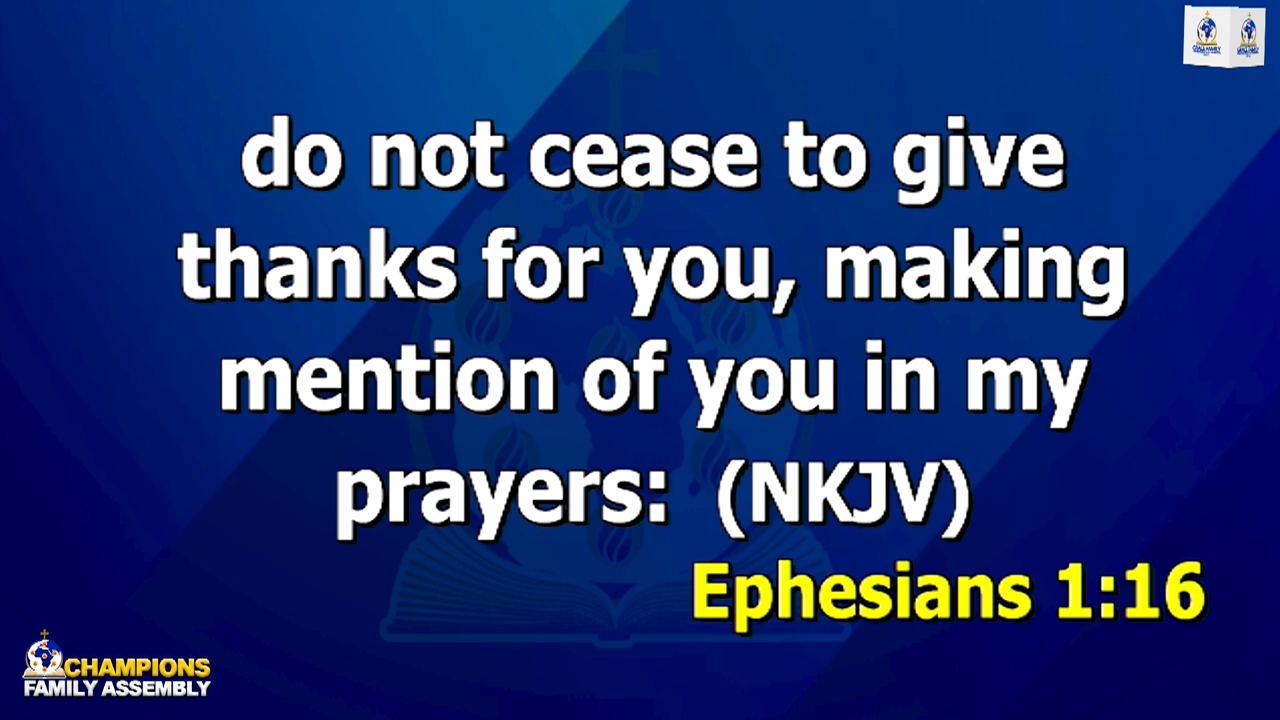 do not cease to give
thanks for you, making
mention of you in my
prayers: (NKJV)
Ephesians 1:16
CHAMPIONS
FAMILY ASSEMBLY